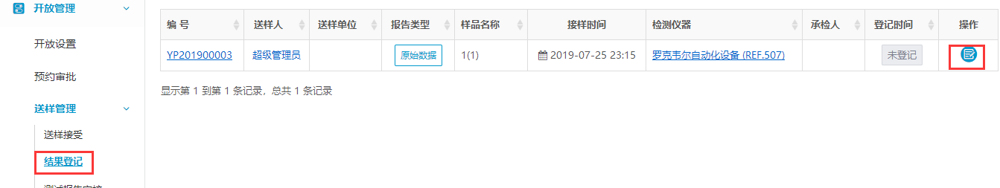 开放管理
开放设置
预约审批
送样管理
送样接受
结果登记
编 号 送样人 送样单位 报告类型 样品名称 接样时间 检测仪器 承检人 登记时间 操作
YP201900003 超级管理员 原始数据 1(1) 2019-07-25 23:15 罗克韦尔自动化设备 (REF.507) 未登记
显示第 1 到第 1 条记录，总共 1 条记录